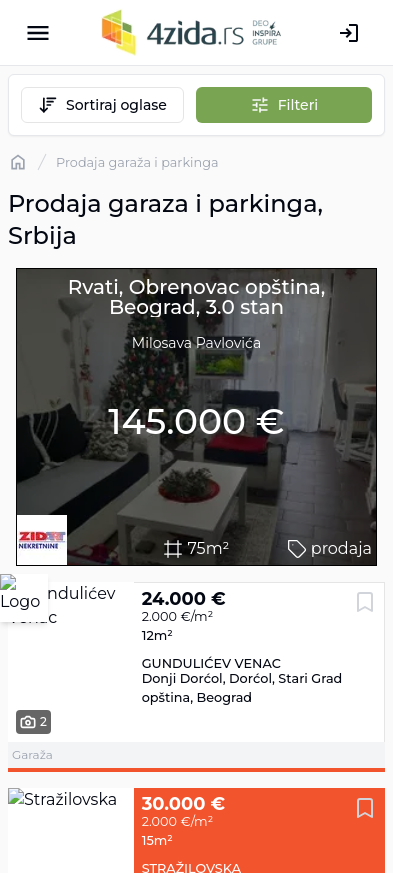 4zida.rs
DEO
INSPIRA
GRUPE
Sortiraj oglase
Filteri
/
Prodaja garaža i parkinga
Prodaja garaza i parkinga,
Srbija
Rvati, Obrenovac opština,
Beograd, 3.0 stan
Milosava Pavlovića
145.000 €
ZIDART
NEKRETNINE
75m²
prodaja
Logo
ndulićev
venac
24.000 €
2.000 €/m²
12m²
GUNDULIĆEV VENAC
Donji Dorćol, Dorćol, Stari Grad
opština, Beograd
2
Garaža
Stražilovska
30.000 €
2.000 €/m²
15m²
STRAŽILOVSKA